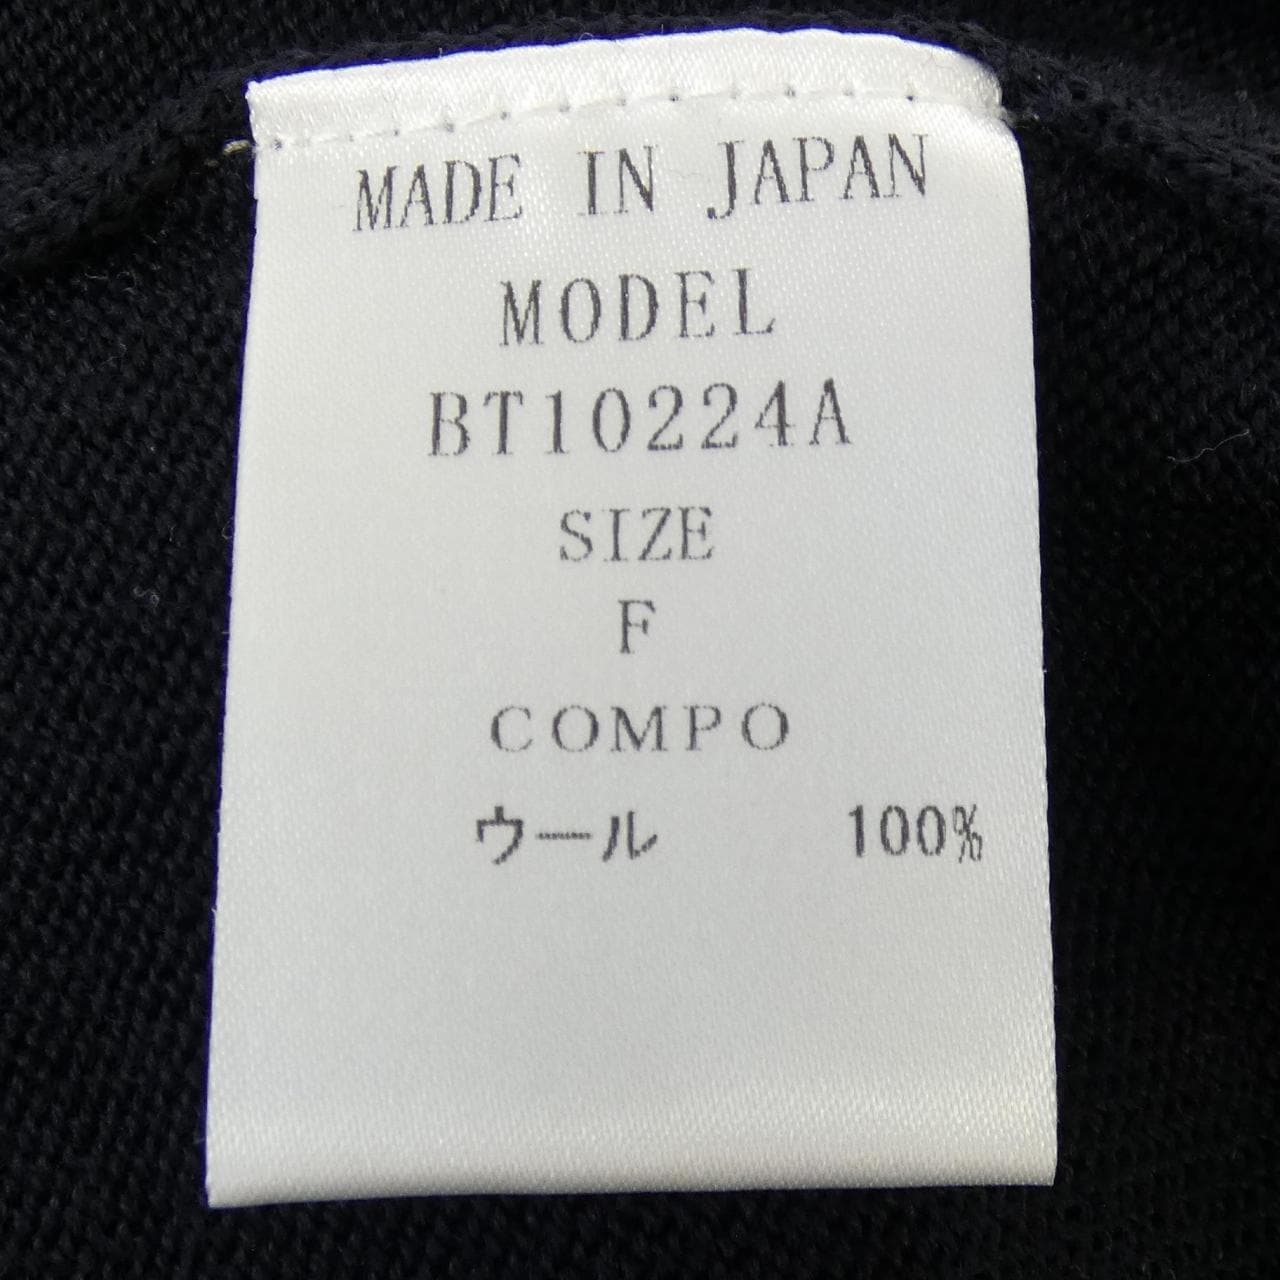 MADE IN JAPAN
MODEL
BT10224A
SIZE
F
COMPO
ウール 100%